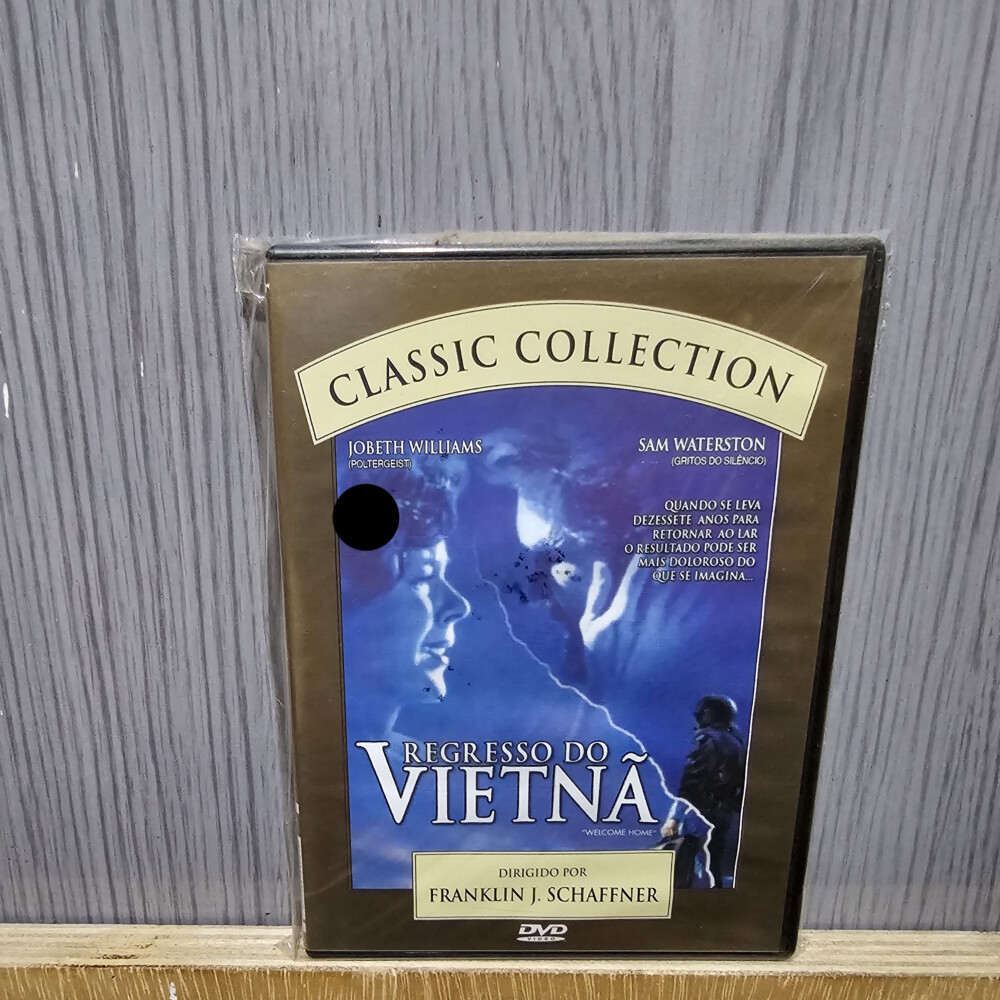 CLASSIC COLLECTION
JOBETH WILLIAMS
(POLTERGEIST)
SAM WATERSTON
(GRITOS DO SILÊNCIO)
QUANDO SE LEVA
DEZESSETE ANOS PARA
RETORNAR AO LAR
O RESULTADO PODE SER
MAIS DOLOROSO DO
QUE SE IMAGINA...
REGRESSO DO
VIETNÃ
"WELCOME HOME"
DIRIGIDO POR
FRANKLIN J. SCHAFFNER
DVD
VIDEO